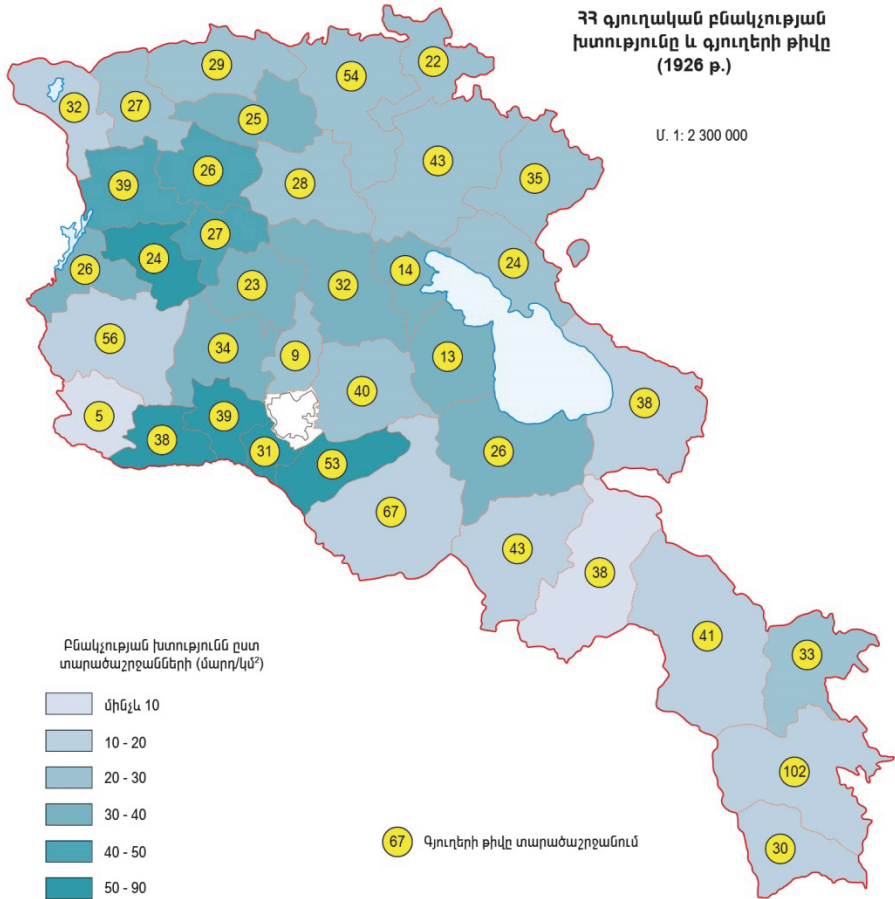 ՀՀ գյուղական բնակչության
խտությունը և գյուղերի թիվը
(1926 թ.)
Մ. 1: 2 300 000
22
29
54
32
27
25
43
26
28
35
39
27
24
24
26
14
23
32
56
34
9
13
40
38
5
39
38
31
26
53
67
43
38
41
33
102
30
Բնակչության խտությունն ըստ
տարածաշրջանների (մարդ/կմ²)
մինչև 10
10 - 20
20 - 30
30 - 40
40 - 50
50 - 90
67 Գյուղերի թիվը տարածաշրջանում